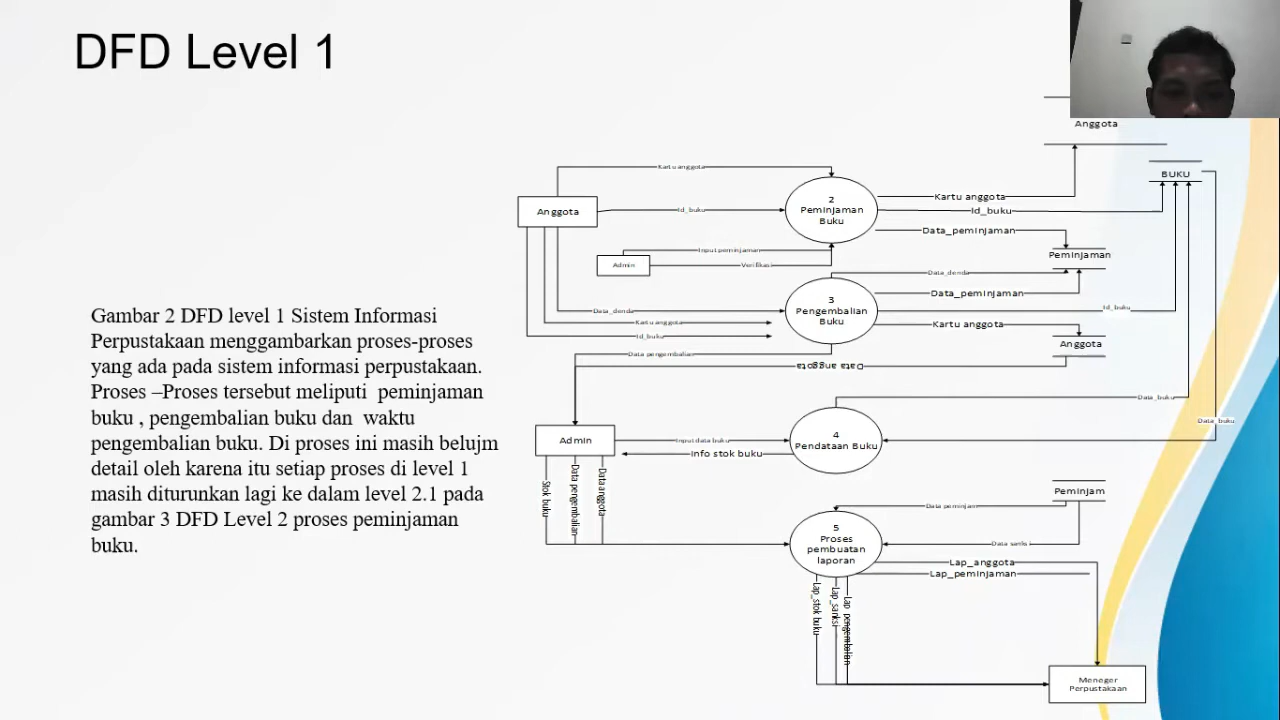 DFD Level 1
Gambar 2 DFD level 1 Sistem Informasi
Perpustakaan menggambarkan proses-proses
yang ada pada sistem informasi perpustakaan.
Proses –Proses tersebut meliputi peminjaman
buku , pengembalian buku dan waktu
pengembalian buku. Di proses ini masih belujm
detail oleh karena itu setiap proses di level 1
masih diturunkan lagi ke dalam level 2.1 pada
gambar 3 DFD Level 2 proses peminjaman
buku.
Anggota
Kartu anggota
BUKU
Anggota
Id_buku
2
Peminjaman
Buku
Kartu anggota
Id_buku
Data_peminjaman
Input peminjaman
Admin
Verifikasi
Peminjaman
Data_denda
Data_peminjaman
3
Pengembalian
Buku
Data_denda
Id_buku
Kartu anggota
Kartu anggota
Id_buku
Anggota
Data pengembalian
Data anggota
Data_buku
Data_buku
Admin
Input data buku
Info stok buku
4
Pendataan Buku
Stok buku
Data pengembalian
Data anggota
Peminjam
Data peminjam
Data sanksi
5
Proses
pembuatan
laporan
Lap_anggota
Lap_peminjaman
Lap_stok buku
Lap_sanksi
Lap_pengembalian
Meneger
Perpustakaan